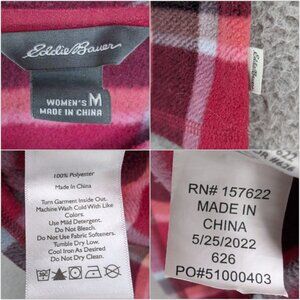 Eddie Bauer
WOMEN'S M
MADE IN CHINA
Eddie Bauer
100% Polyester
Made In
China
Turn Garment Inside Out.
Machine Wash Cold With Like
Colors.
Use Mild Detergent.
Do Not Bleach.
Do Not Use Fabric Softeners.
Tumble Dry Low.
Cool Iron As Needed.
Do Not Dry Clean.
RN# 157622
MADE IN
CHINA
5/25/2022
626
PO#51000403